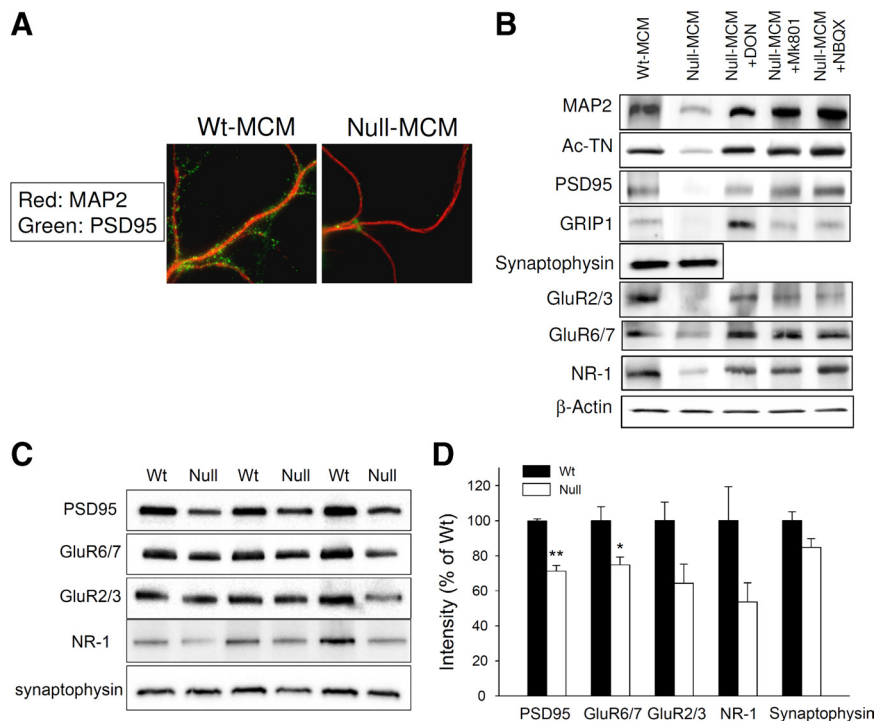 A
Wt-MCM
Null-MCM
Red: MAP2
Green: PSD95
B
Wt-MCM
Null-MCM
Null-MCM
+DON
Null-MCM
+Mk801
Null-MCM
+NBQX
MAP2
Ac-TN
PSD95
GRIP1
Synaptophysin
GluR2/3
GluR6/7
NR-1
β-Actin
C
Wt Null Wt Null Wt Null
PSD95
GluR6/7
GluR2/3
NR-1
synaptophysin
D
Wt
Null
Intensity (% of Wt)
120
100
80
60
40
20
0
**
*
PSD95 GluR6/7 GluR2/3 NR-1 Synaptophysin